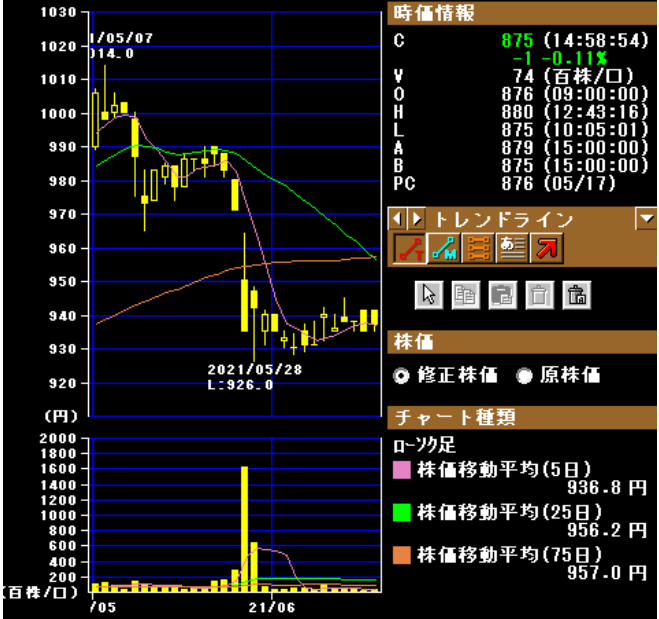 1030
1020
1010
1000
990
980
970
960
950
940
930
920
(円)
1/05/07
014.0
2021/05/28
L:926.0
2000
1800
1600
1400
1200
1000
800
600
400
200
(百株/口)
/05
21/06
時価情報
C 875 (14:58:54)
-1 -0.11%
V 74 (百株/口)
O 876 (09:00:00)
H 880 (12:43:16)
L 875 (10:05:01)
A 879 (15:00:00)
B 875 (15:00:00)
PC 876 (05/17)
トレンドライン
T M あ
株価
修正株価 原株価
チャート種類
ローソク足
株価移動平均(5日)
936.8 円
株価移動平均(25日)
956.2 円
株価移動平均(75日)
957.0 円